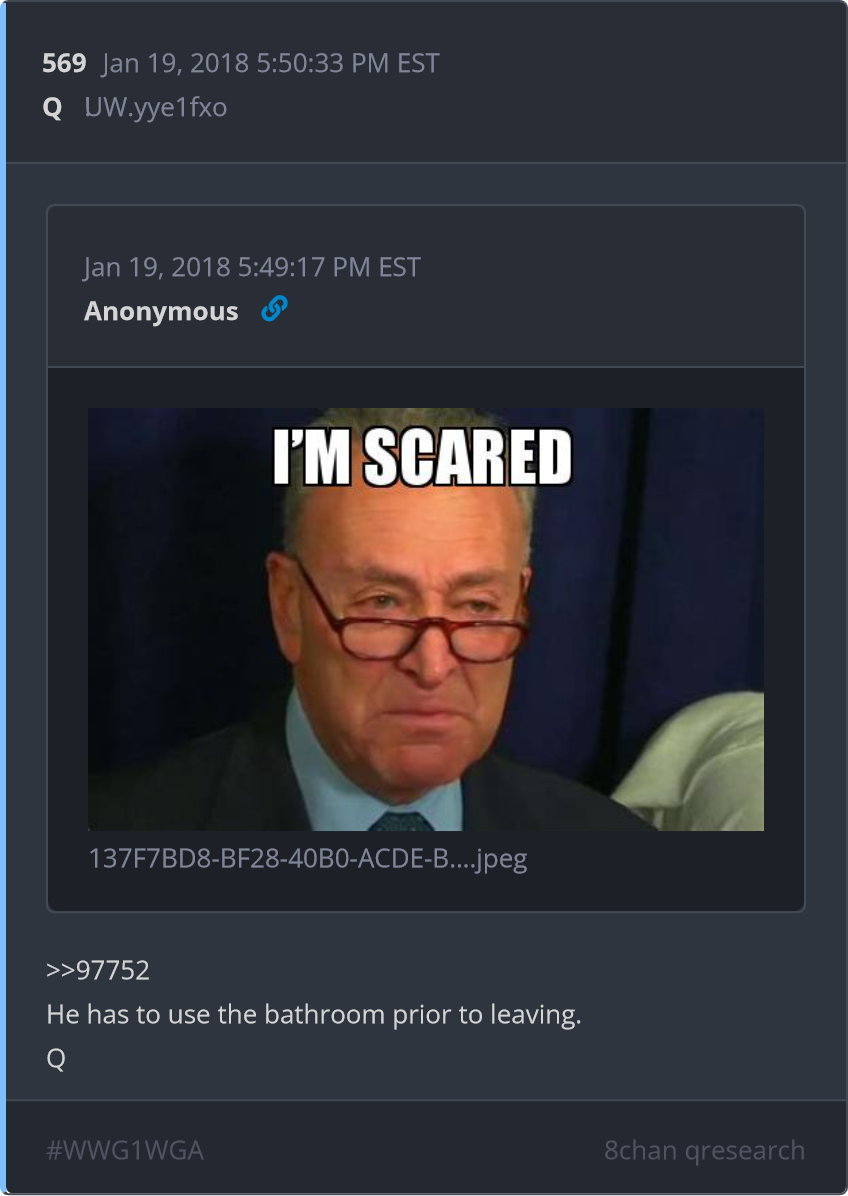 569 Jan 19, 2018 5:50:33 PM EST
Q UW.yye1fxo
Jan 19, 2018 5:49:17 PM EST
Anonymous
I'M SCARED
137F7BD8-BF28-40B0-ACDE-B....jpeg
>>97752
He has to use the bathroom prior to leaving.
Q
#WWG1WGA 8chan qresearch